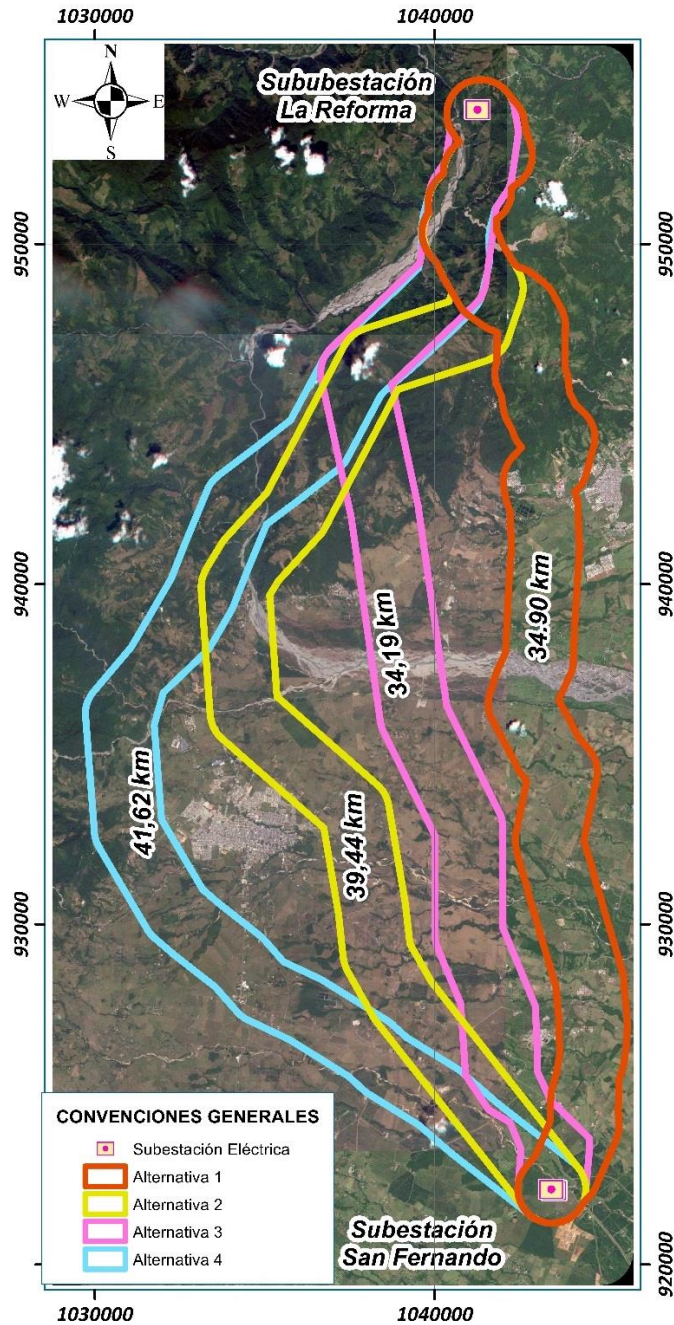 1030000
1040000
N
W
E
S
Sububestación
La Reforma
950000
950000
940000
940000
34,19 km
34.90 km
41,62 km
39,44 km
930000
930000
CONVENCIONES GENERALES
Subestación Eléctrica
Alternativa 1
Alternativa 2
Alternativa 3
Alternativa 4
Subestación
San Fernando
920000
1030000
1040000